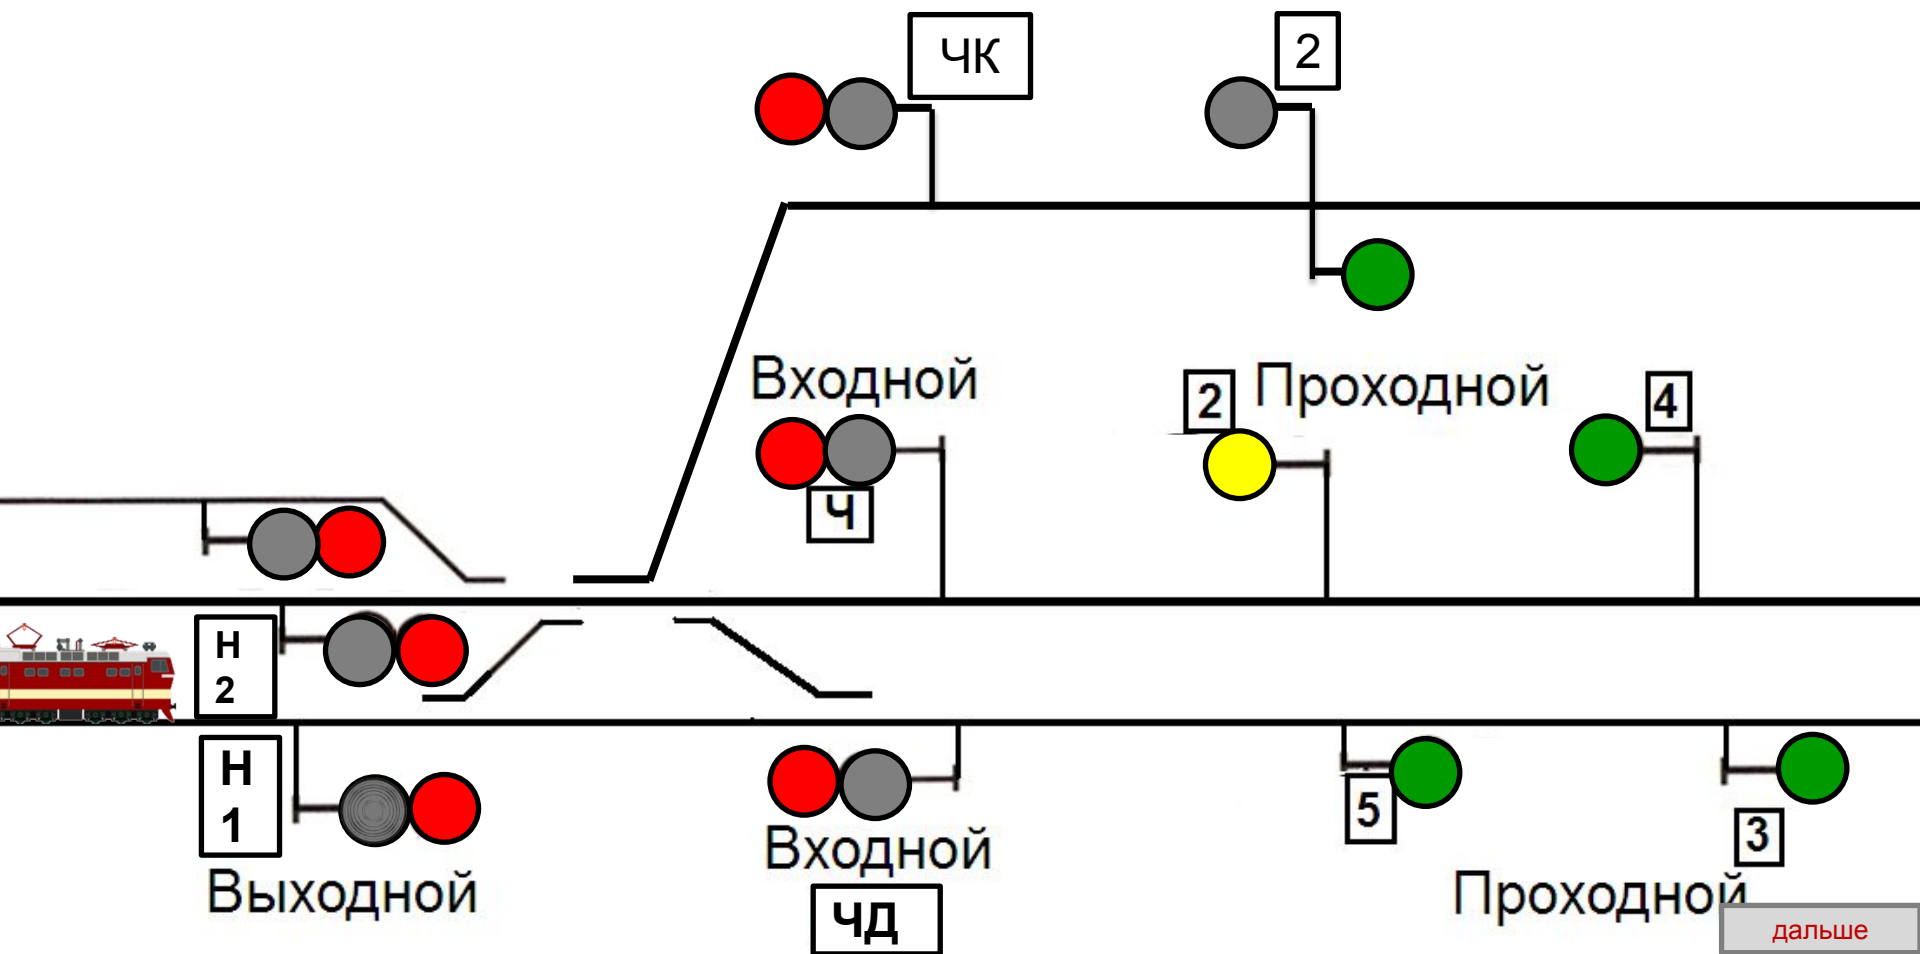 ЧК
2
Входной
2
Проходной
4
Ч
Н
2
Н
1
Выходной
Входной
ЧД
5
3
Проходной
дальше